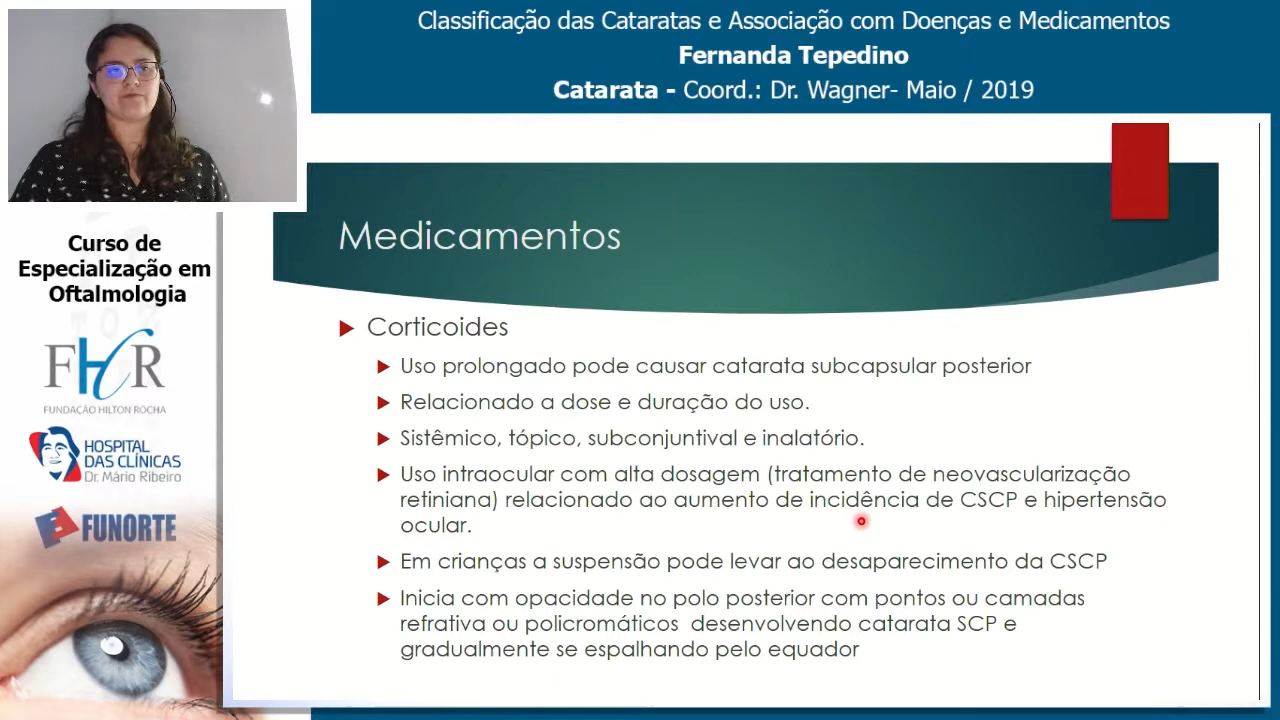 Classificação das Cataratas e Associação com Doenças e Medicamentos
Fernanda Tepedino
Catarata - Coord.: Dr. Wagner- Maio / 2019
Curso de
Especialização em
Oftalmologia
FHR
FUNDAÇÃO HILTON ROCHA
HOSPITAL
DAS CLÍNICAS
Dr. Mário Ribeiro
FUNORTE
Medicamentos
Corticoides
Uso prolongado pode causar catarata subcapsular posterior
Relacionado a dose e duração do uso.
Sistêmico, tópico, subconjuntival e inalatório.
Uso intraocular com alta dosagem (tratamento de neovascularização
retiniana) relacionado ao aumento de incidência de CSCP e hipertensão
ocular.
Em crianças a suspensão pode levar ao desaparecimento da CSCP
Inicia com opacidade no polo posterior com pontos ou camadas
refrativa ou policromáticos  desenvolvendo catarata SCP e
gradualmente se espalhando pelo equador